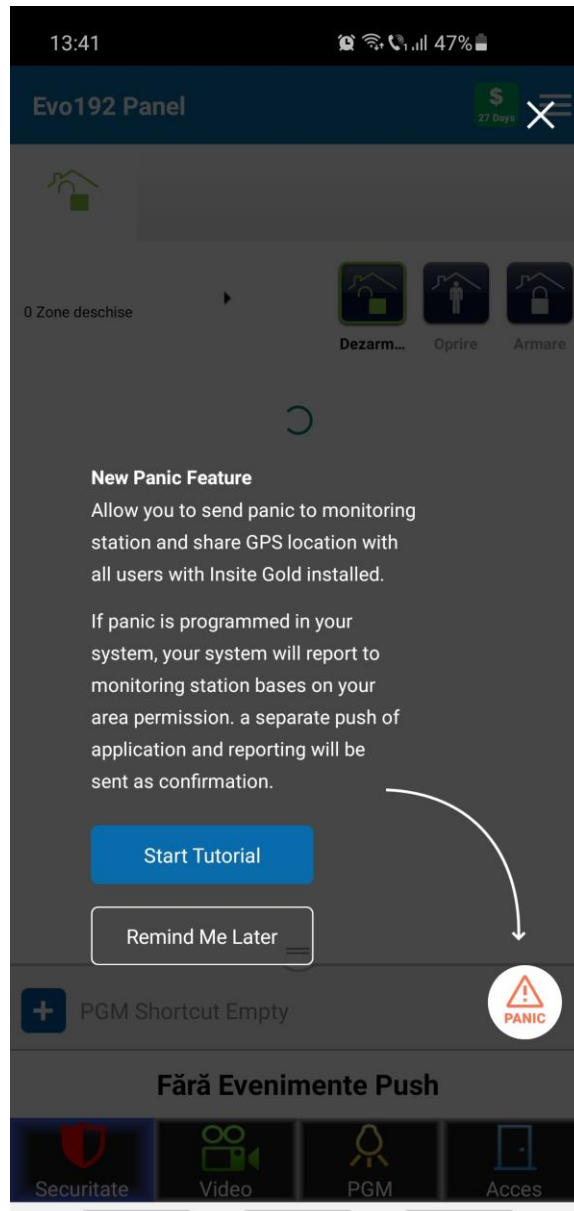 13:41
47%
Evo192 Panel
$
27 Days
0 Zone deschise
Dezarm...
Oprire
Armare
New Panic Feature
Allow you to send panic to monitoring
station and share GPS location with
all users with Insite Gold installed.
If panic is programmed in your
system, your system will report to
monitoring station bases on your
area permission. a separate push of
application and reporting will be
sent as confirmation.
Start Tutorial
Remind Me Later
PGM Shortcut Empty
PANIC
Fără Evenimente Push
Securitate
Video
PGM
Acces